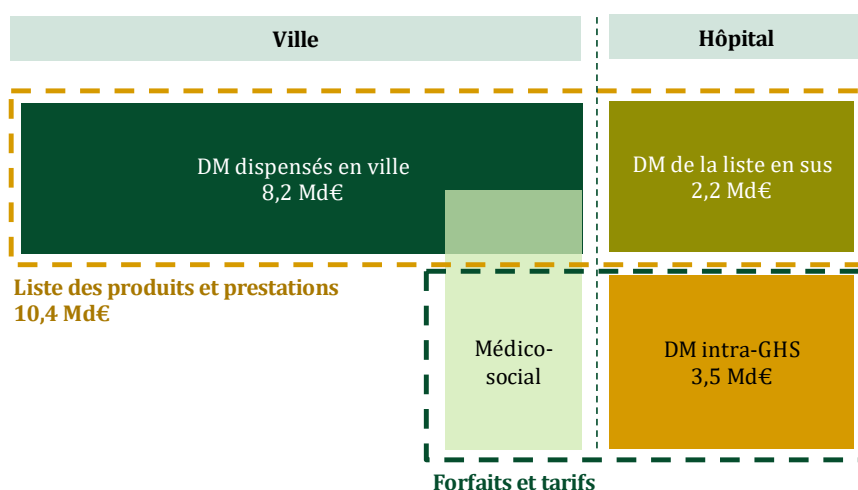 Ville
Hôpital
DM dispensés en ville
8,2 Md€
DM de la liste en sus
2,2 Md€
Liste des produits et prestations
10,4 Md€
Médico-
social
DM intra-GHS
3,5 Md€
Forfaits et tarifs